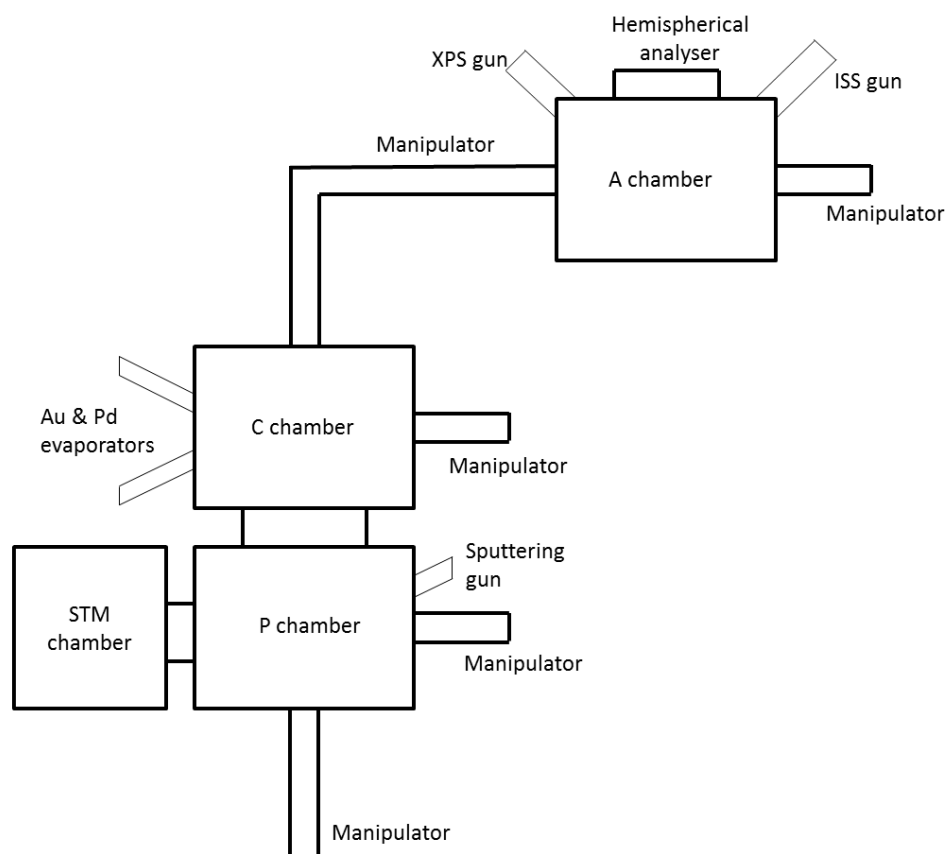 Hemispherical
analyser
XPS gun
ISS gun
Manipulator
A chamber
Manipulator
Au & Pd
evaporators
C chamber
Manipulator
Sputtering
gun
STM
chamber
P chamber
Manipulator
Manipulator